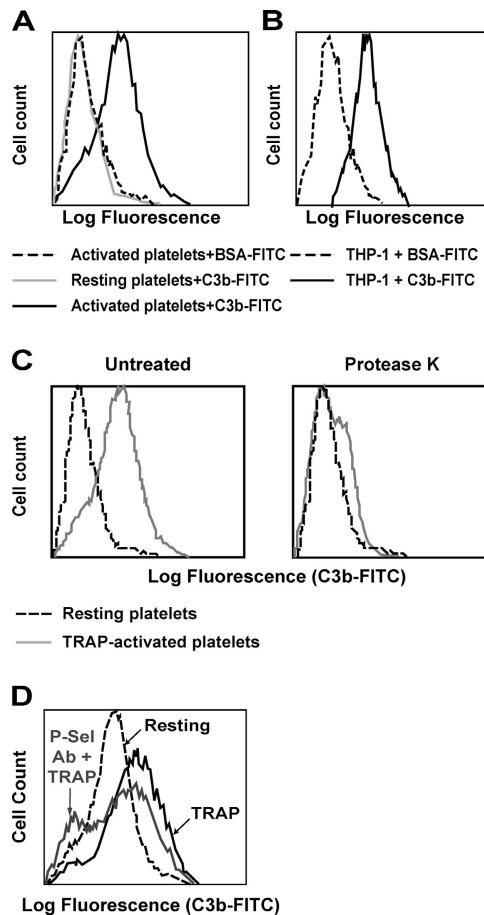 A
B
Cell count
Cell count
Log Fluorescence
Log Fluorescence
Activated platelets+BSA-FITC
THP-1 + BSA-FITC
Resting platelets+C3b-FITC
THP-1 + C3b-FITC
Activated platelets+C3b-FITC
C
Untreated
Protease K
Cell count
Log Fluorescence (C3b-FITC)
Resting platelets
TRAP-activated platelets
D
P-Sel
Ab +
TRAP
Resting
TRAP
Cell Count
Log Fluorescence (C3b-FITC)